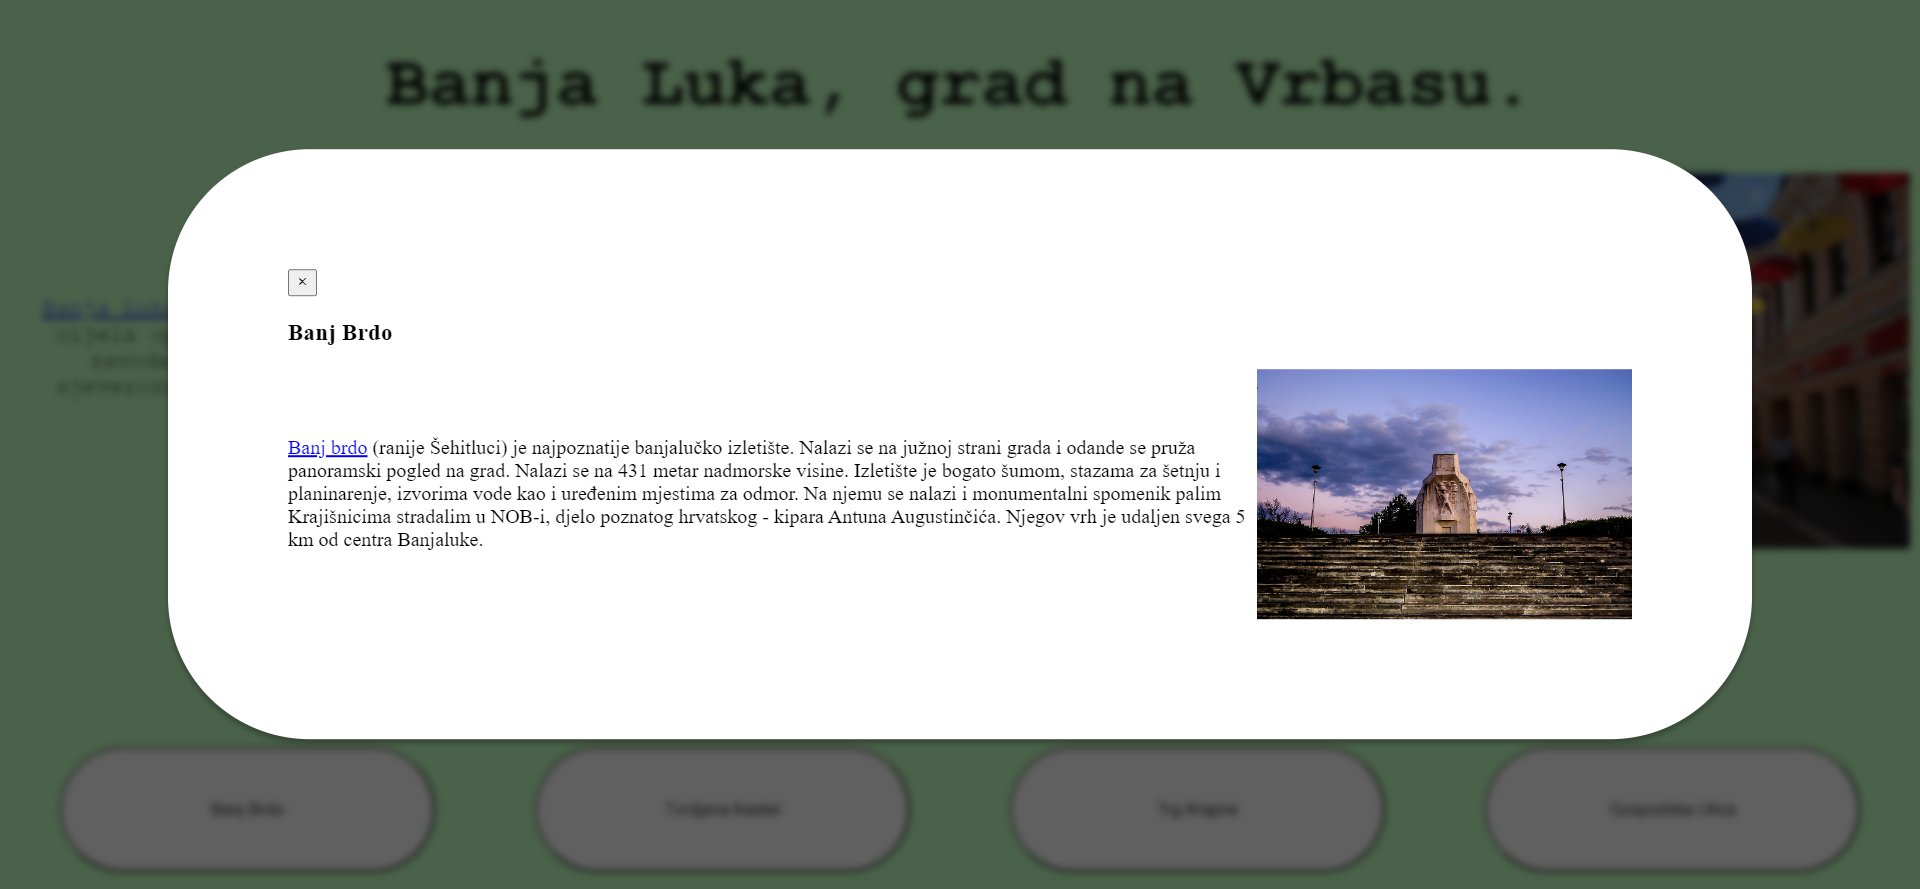 Banja Luka, grad na Vrbasu.
Banja Luka
cijela
×
Banj Brdo
Banj brdo (ranije Šehitluci) je najpoznatije banjalučko izletište. Nalazi se na južnoj strani grada i odande se pruža
panoramski pogled na grad. Nalazi se na 431 metar nadmorske visine. Izletište je bogato šumom, stazama za šetnju i
planinarenje, izvorima vode kao i uređenim mjestima za odmor. Na njemu se nalazi i monumentalni spomenik palim
Krajišnicima stradalim u NOB-i, djelo poznatog hrvatskog - kipara Antuna Augustinčića. Njegov vrh je udaljen svega 5
km od centra Banjaluke.
Banj Brdo
Tvrdjava Kastel
Trg Krajine
Gospodska Ulica